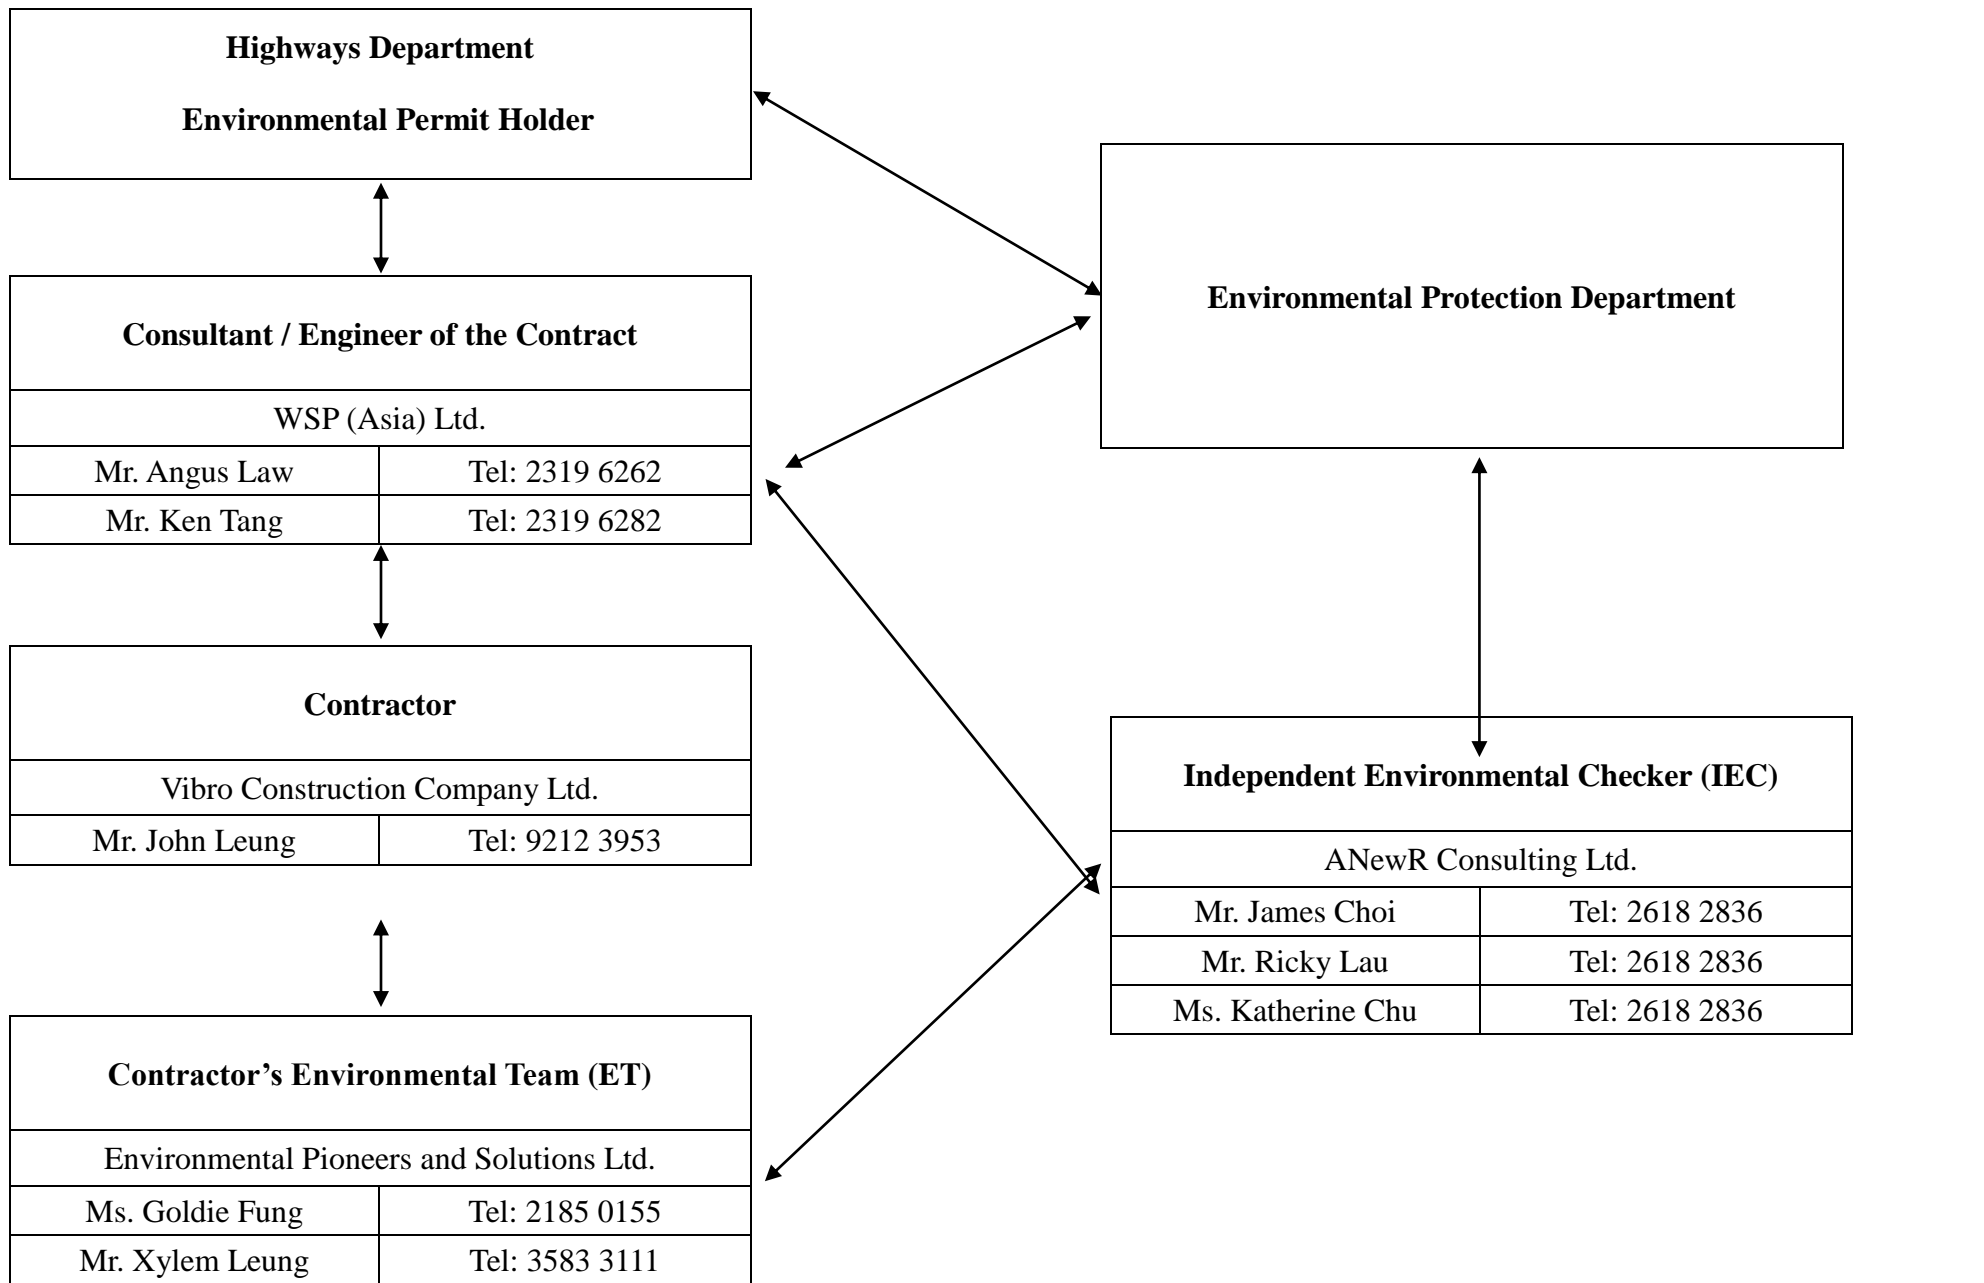 Highways Department
Environmental Permit Holder
Environmental Protection Department
Consultant / Engineer of the Contract
WSP (Asia) Ltd.
Mr. Angus Law Tel: 2319 6262
Mr. Ken Tang Tel: 2319 6282
Contractor
Vibro Construction Company Ltd.
Mr. John Leung Tel: 9212 3953
Independent Environmental Checker (IEC)
ANewR Consulting Ltd.
Mr. James Choi Tel: 2618 2836
Mr. Ricky Lau Tel: 2618 2836
Ms. Katherine Chu Tel: 2618 2836
Contractor’s Environmental Team (ET)
Environmental Pioneers and Solutions Ltd.
Ms. Goldie Fung Tel: 2185 0155
Mr. Xylem Leung Tel: 3583 3111